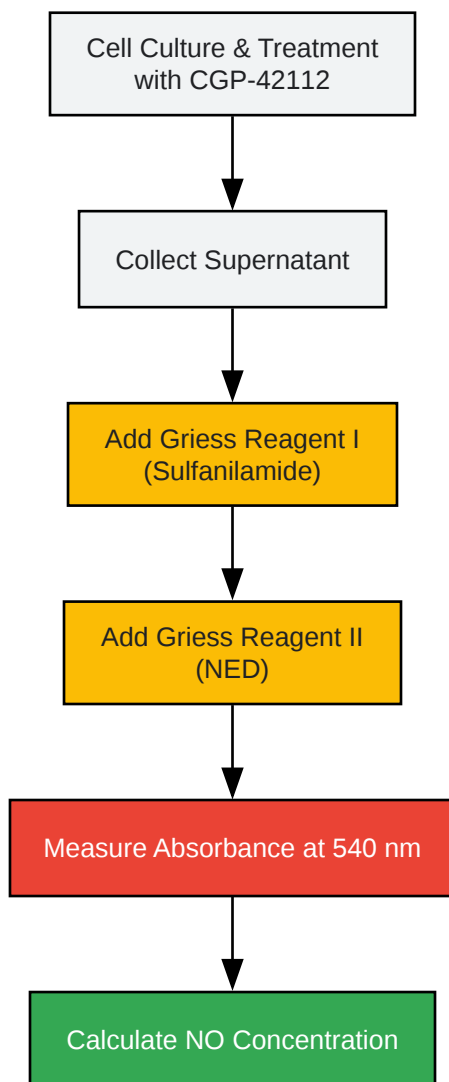 Cell Culture & Treatment
with CGP-42112
Collect Supernatant
Add Griess Reagent I
(Sulfanilamide)
Add Griess Reagent II
(NED)
Measure Absorbance at 540 nm
Calculate NO Concentration